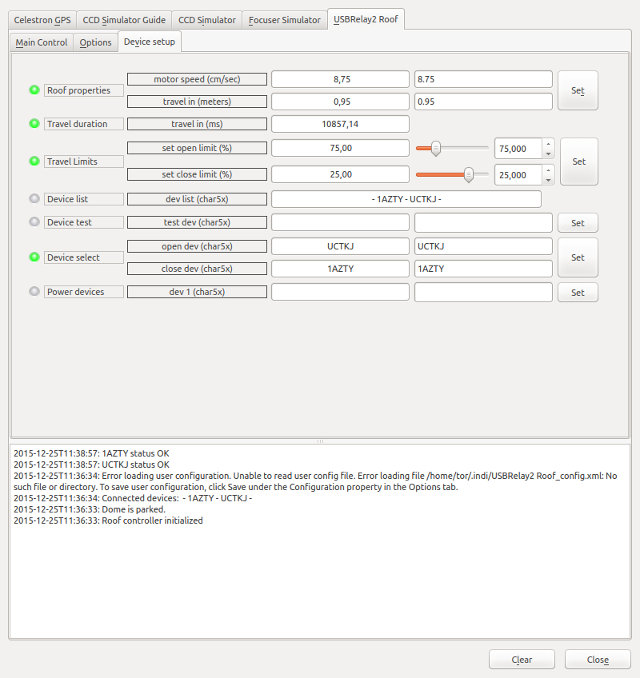 Celestron GPS CCD Simulator Guide CCD Simulator Focuser Simulator USBRelay2 Roof
Main Control Options Device setup
motor speed (cm/sec) 8,75 8.75
Roof properties Set
travel in (meters) 0,95 0.95
Travel duration travel in (ms) 10857,14
set open limit (%) 75,00 75,000
Travel Limits Set
set close limit (%) 25,00 25,000
Device list dev list (char5x) - 1AZTY - UCTKJ -
Device test test dev (char5x) Set
open dev (char5x) UCTKJ UCTKJ
Device select Set
close dev (char5x) 1AZTY 1AZTY
Power devices dev 1 (char5x) Set
2015-12-25T11:38:57: 1AZTY status OK
2015-12-25T11:38:57: UCTKJ status OK
2015-12-25T11:36:34: Error loading user configuration. Unable to read user config file. Error loading file /home/tor/.indi/USBRelay2 Roof_config.xml: No
such file or directory. To save user configuration, click Save under the Configuration property in the Options tab.
2015-12-25T11:36:34: Connected devices: - 1AZTY - UCTKJ -
2015-12-25T11:36:33: Dome is parked.
2015-12-25T11:36:33: Roof controller initialized
Clear Close